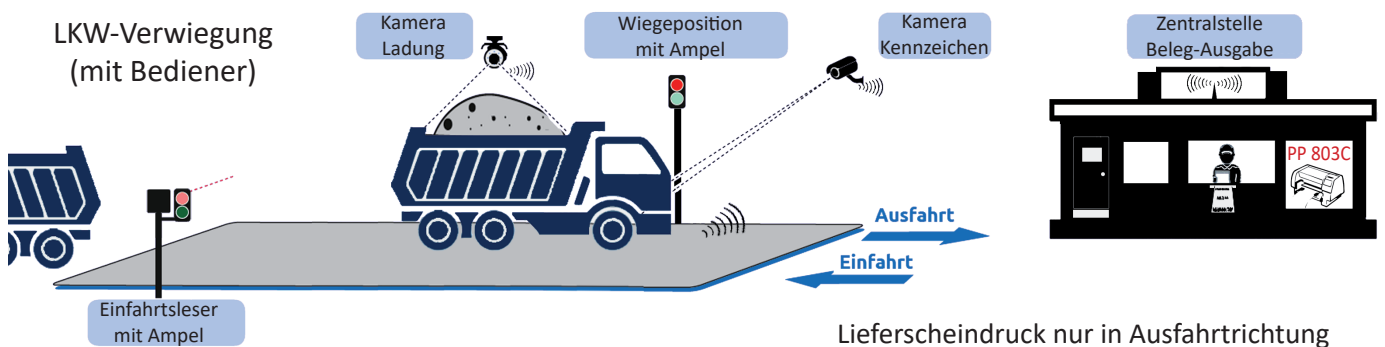 LKW-Verwiegung
(mit Bediener)
Kamera
Ladung
Wiegeposition
mit Ampel
Kamera
Kennzeichen
Zentralstelle
Beleg-Ausgabe
PP 803C
Ausfahrt
Einfahrt
Einfahrtsleser
mit Ampel
Lieferscheindruck nur in Ausfahrtrichtung